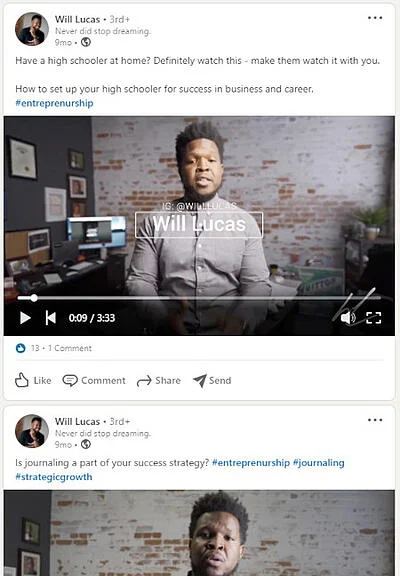 Will Lucas • 3rd+
Never did stop dreaming.
9mo •
Have a high schooler at home? Definitely watch this - make them watch it with you.
How to set up your high schooler for success in business and career.
#entreprenurship
IG: @WILLLUCAS
Will Lucas
0:09 / 3:33
13 • 1 Comment
Like Comment Share Send
Will Lucas • 3rd+
Never did stop dreaming.
9mo •
Is journaling a part of your success strategy? #entreprenurship #journaling
#strategicgrowth